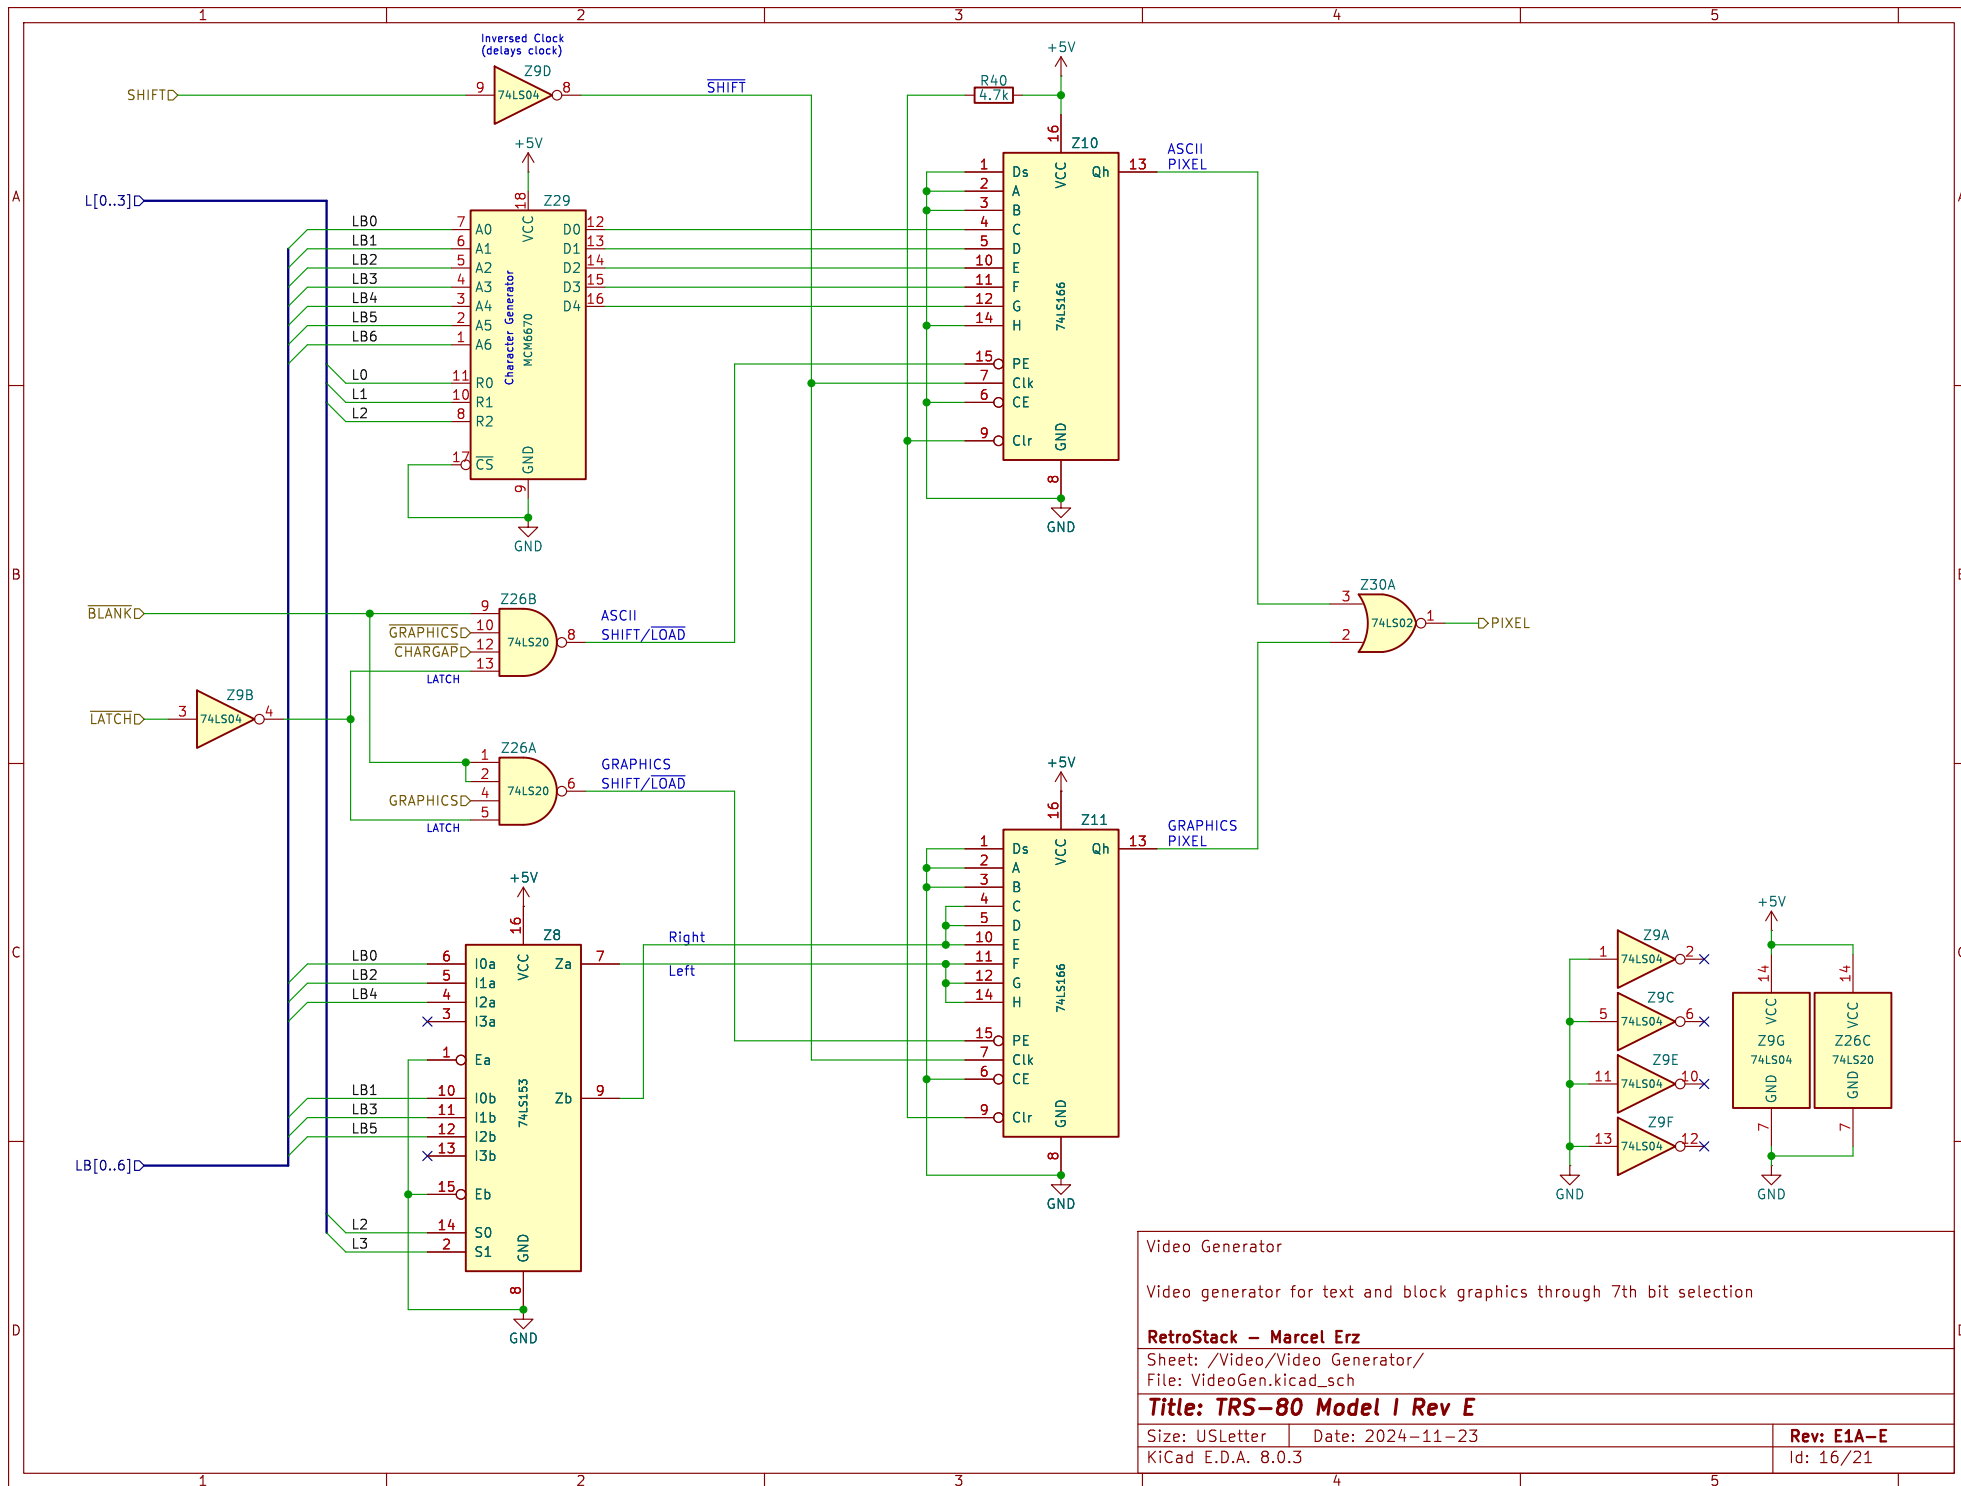 1 2 3 4 5
Inversed Clock
(delays clock)
Z9D
SHIFT 9 74LS04 8 SHIFT
+5V
R40
4.7k
+5V
16
Z10
ASCII
PIXEL
1 Ds VCC Qh 13
2 A
3 B
4 C
5 D
10 E
11 F
12 G
14 H
74LS166
15 PE
7 Clk
6 CE
9 Clr
GND
8
GND
A
L[0..3]
18
Z29
LB0 7 A0 VCC D0 12
LB1 6 A1 D1 13
LB2 5 A2 D2 14
LB3 4 A3 D3 15
LB4 3 A4 D4 16
LB5 2 A5
LB6 1 A6
Character Generator
MCM6670
L0 11 R0
L1 10 R1
L2 8 R2
17 CS GND
9
GND
B
BLANK
Z26B
9
GRAPHICS 10
CHARGAP 12
13
LATCH
74LS20
8
ASCII
SHIFT/LOAD
Z9B
LATCH 3 74LS04 4
Z26A
1
2
GRAPHICS 4
5
LATCH
74LS20
6
GRAPHICS
SHIFT/LOAD
Z30A
3
2
74LS02
1
PIXEL
+5V
16
Z11
GRAPHICS
PIXEL
1 Ds VCC Qh 13
2 A
3 B
4 C
5 D
10 E
11 F
12 G
14 H
74LS166
15 PE
7 Clk
6 CE
9 Clr
GND
8
GND
C
+5V
16
Z8
LB0 6 I0a VCC Za 7
LB2 5 I1a
LB4 4 I2a
3 I3a
1 Ea
74LS153
LB1 10 I0b Zb 9
LB3 11 I1b
LB5 12 I2b
13 I3b
15 Eb
L2 14 S0
L3 2 S1
GND
8
GND
Right
Left
LB[0..6]
Z9A
1 74LS04 2
Z9C
5 74LS04 6
Z9E
11 74LS04 10
Z9F
13 74LS04 12
GND
+5V
14 14
VCC VCC
Z9G Z26C
74LS04 74LS20
GND GND
7 7
GND
D
Video Generator
Video generator for text and block graphics through 7th bit selection
RetroStack - Marcel Erz
Sheet: /Video/Video Generator/
File: VideoGen.kicad_sch
Title: TRS-80 Model I Rev E
Size: USLetter Date: 2024-11-23 Rev: E1A-E
KiCad E.D.A. 8.0.3 Id: 16/21
1 2 3 4 5